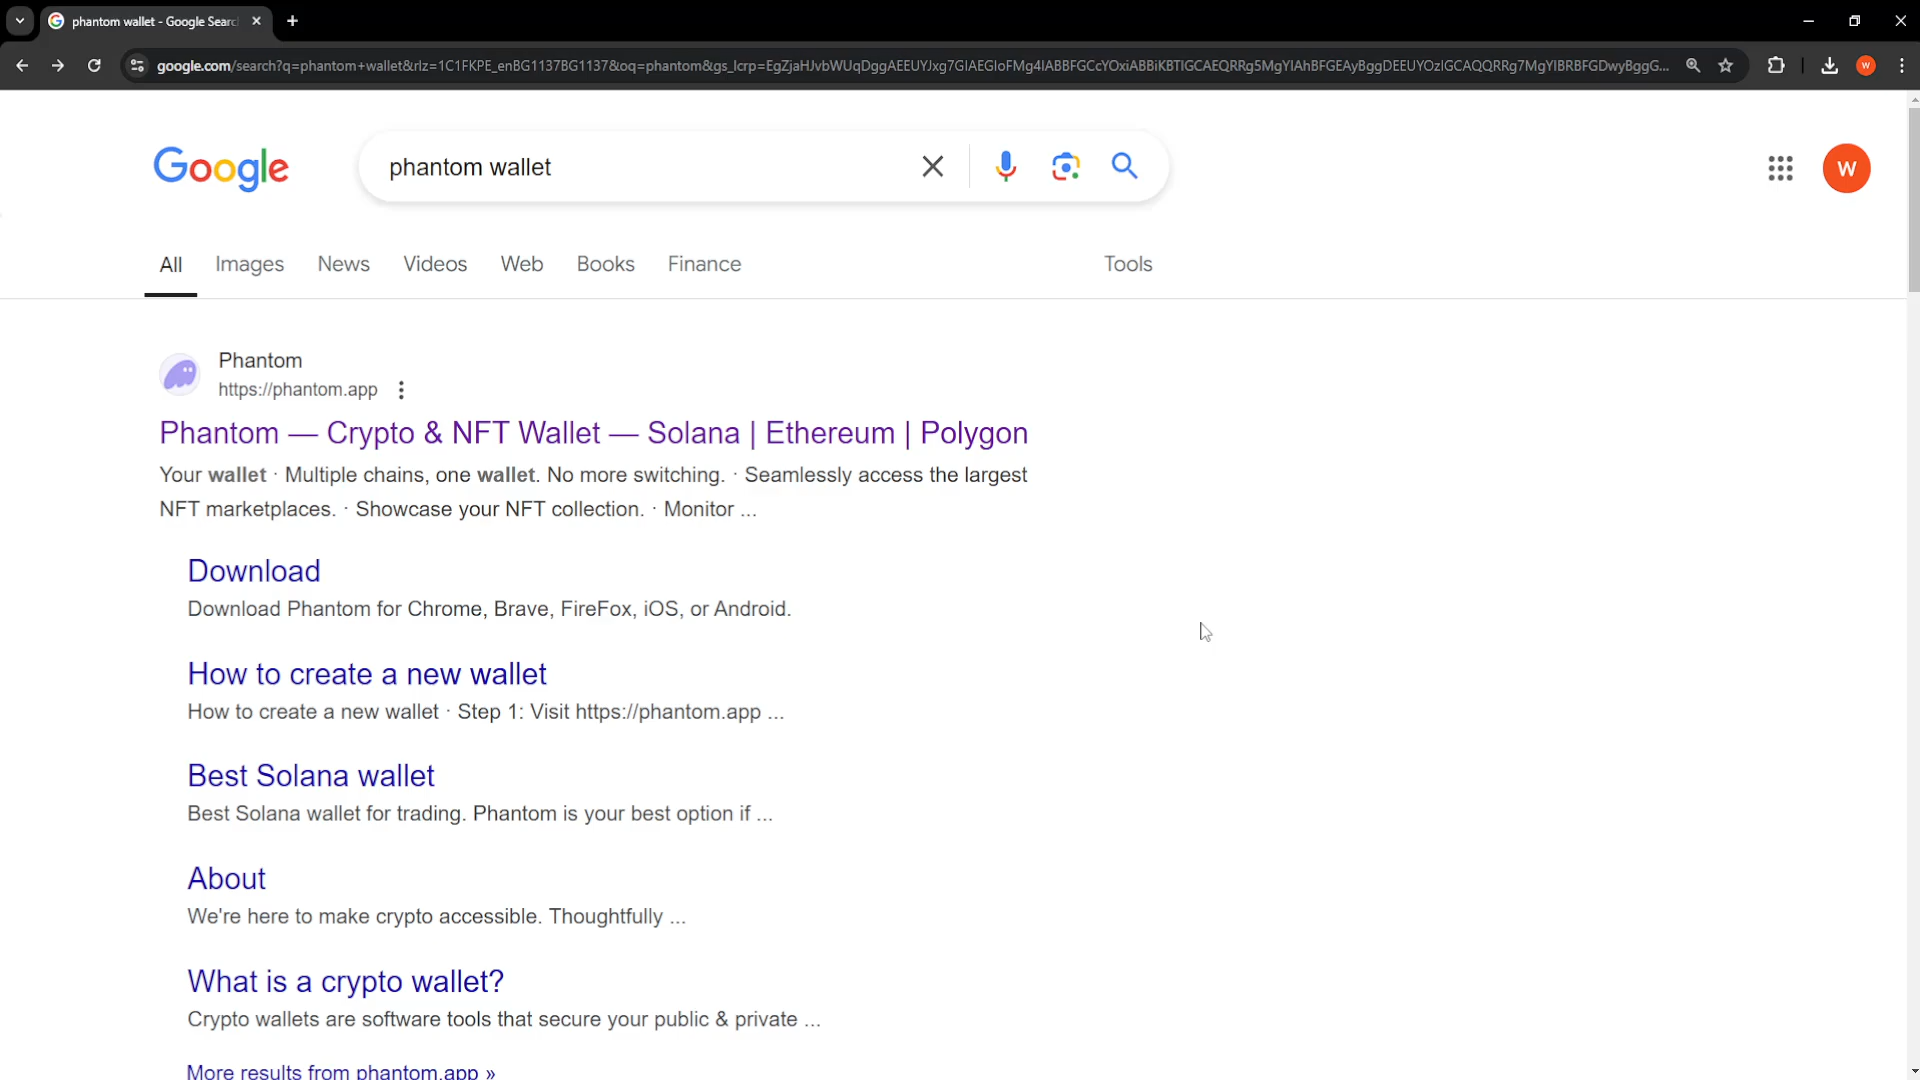 phantom wallet - Google Searc
google.com/search?q=phantom+wallet&rlz=1C1FKPE_enBG1137BG1137&oq=phantom&gs_lcrp=
Google
phantom wallet
W
All
Images
News
Videos
Web
Books
Finance
Tools
Phantom
https://phantom.app
Phantom — Crypto & NFT Wallet — Solana | Ethereum | Polygon
Your wallet · Multiple chains, one wallet. No more switching. · Seamlessly access the largest
NFT marketplaces. · Showcase your NFT collection. · Monitor ...
Download
Download Phantom for Chrome, Brave, FireFox, iOS, or Android.
How to create a new wallet
How to create a new wallet · Step 1: Visit https://phantom.app ...
Best Solana wallet
Best Solana wallet for trading. Phantom is your best option if ...
About
We're here to make crypto accessible. Thoughtfully ...
What is a crypto wallet?
Crypto wallets are software tools that secure your public & private ...
More results from phantom.app »